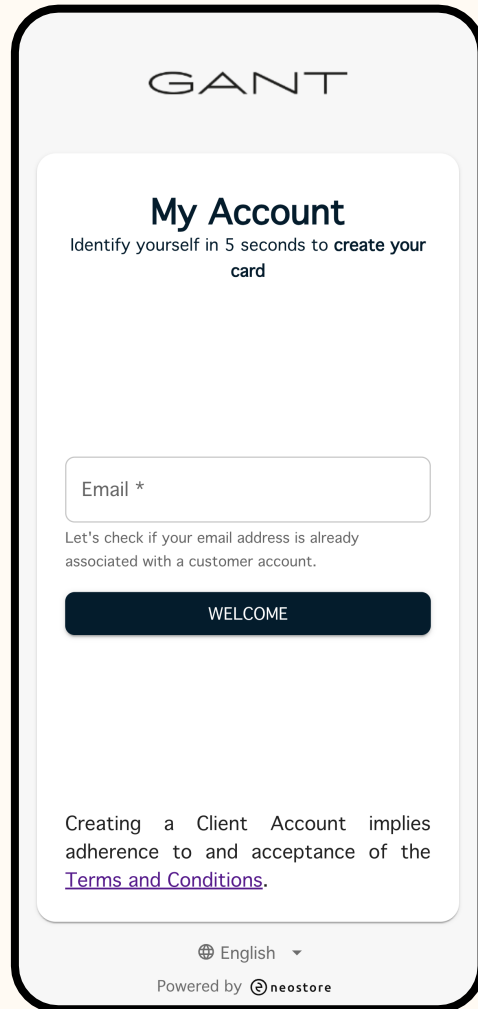 GANT
My Account
Identify yourself in 5 seconds to create your
card
Email *
Let's check if your email address is already
associated with a customer account.
WELCOME
Creating a Client Account implies
adherence to and acceptance of the
Terms and Conditions.
English
Powered by neostore